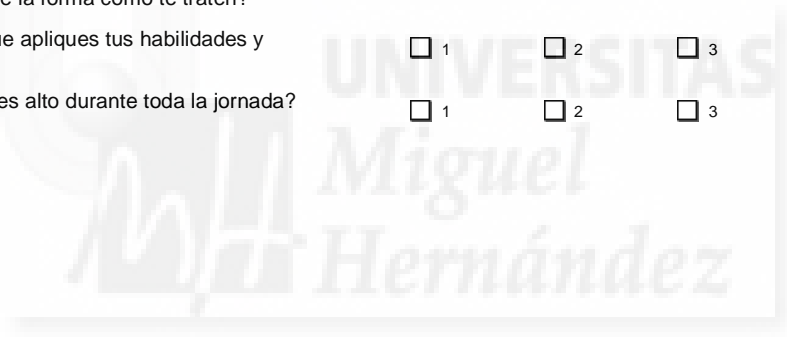 e la forma como te traten?
ue apliques tus habilidades y
1 2 3
es alto durante toda la jornada?
1 2 3
UNIVERSITAS
Miguel
Hernández